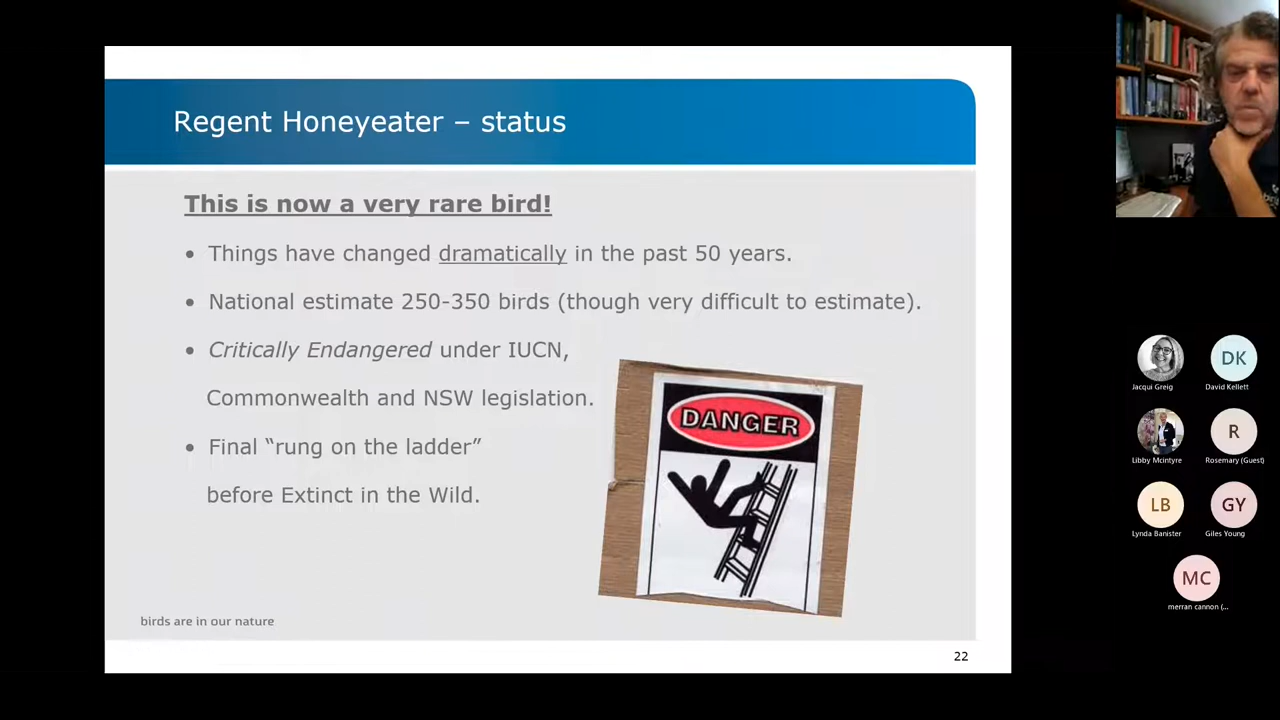 Regent Honeyeater – status
This is now a very rare bird!
• Things have changed dramatically in the past 50 years.
• National estimate 250-350 birds (though very difficult to estimate).
• Critically Endangered under IUCN,
Commonwealth and NSW legislation.
• Final “rung on the ladder”
before Extinct in the Wild.
DANGER
birds are in our nature
22
Jacqui Greig
DK
David Kellett
Libby Mcintyre
R
Rosemary (Guest)
LB
Lynda Banister
GY
Giles Young
MC
merran cannon (...